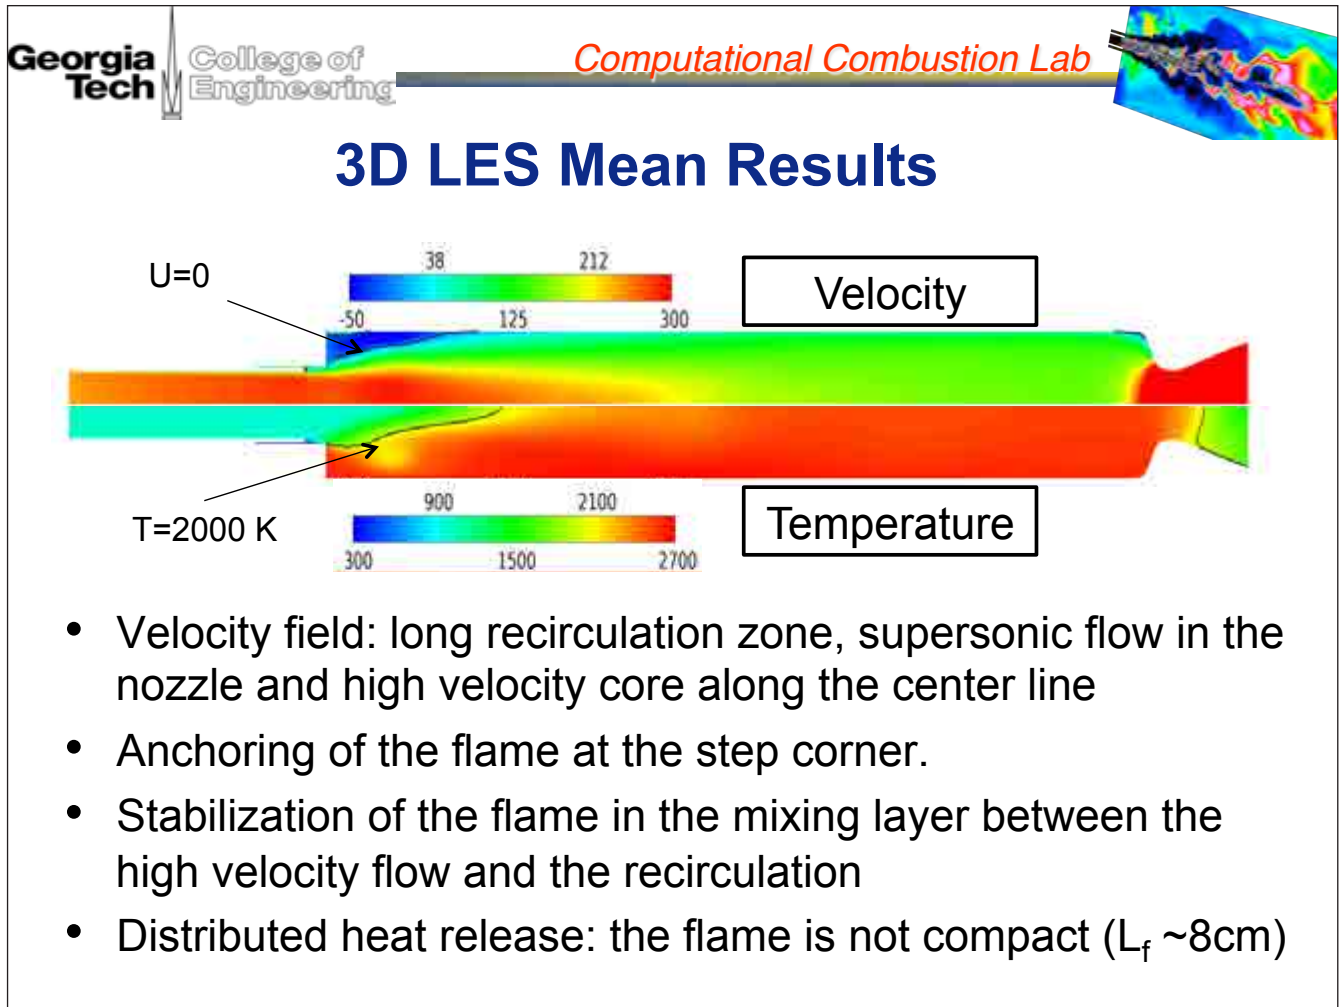 Georgia
Tech
College of
Engineering
Computational Combustion Lab
3D LES Mean Results
U=0
38 212
-50 125 300
Velocity
T=2000 K
900 2100
300 1500 2700
Temperature
• Velocity field: long recirculation zone, supersonic flow in the
nozzle and high velocity core along the center line
• Anchoring of the flame at the step corner.
• Stabilization of the flame in the mixing layer between the
high velocity flow and the recirculation
• Distributed heat release: the flame is not compact (Lf ~8cm)